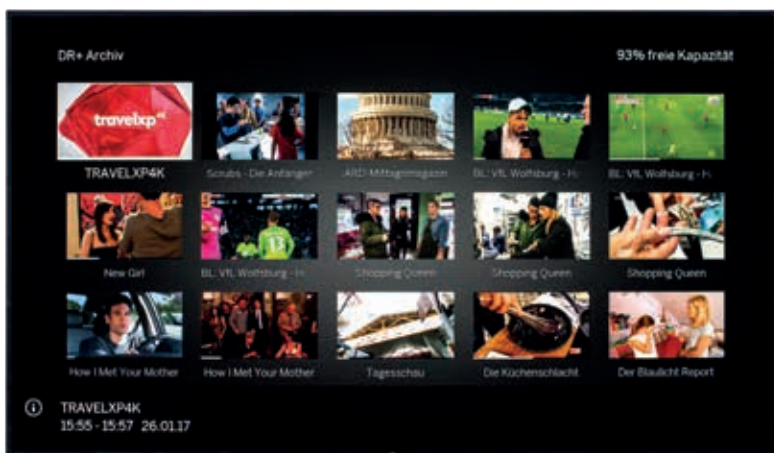 DR+ Archiv
93% freie Kapazität
travelxp 4K
TRAVELXP4K
Scrubs - Die Anfänger
ARD-Mittagsmagazin
BL: VfL Wolfsburg - H
BL: VfL Wolfsburg - H
New Girl
BL: VfL Wolfsburg - H
Shopping Queen
Shopping Queen
Shopping Queen
How I Met Your Mother
How I Met Your Mother
Tagesschau
Die Küchenschlacht
Der Blaulicht Report
TRAVELXP4K
15:55 - 15:57 26.01.17